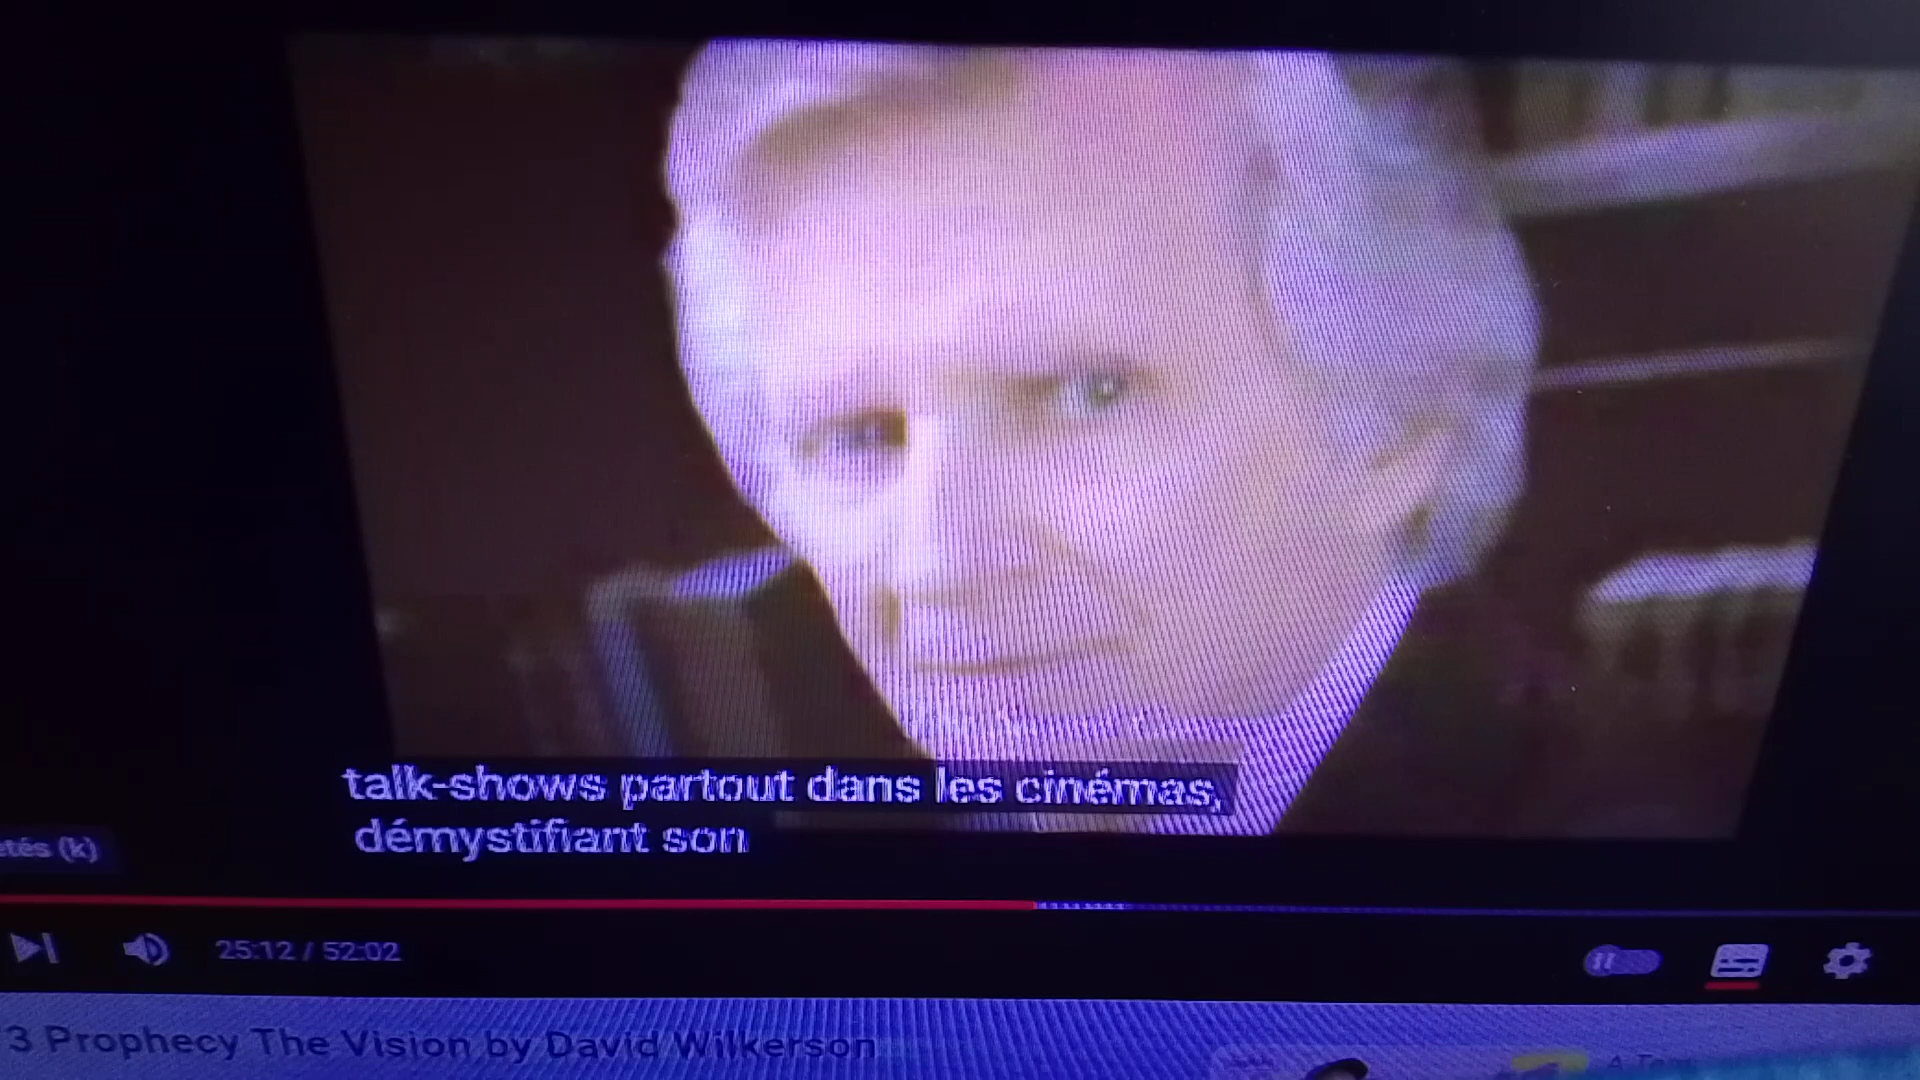 talk-shows partout dans les cinémas,
démystifiant son
etés (k)
25:12 / 52:02
3 Prophecy The Vision by David Wilkerson